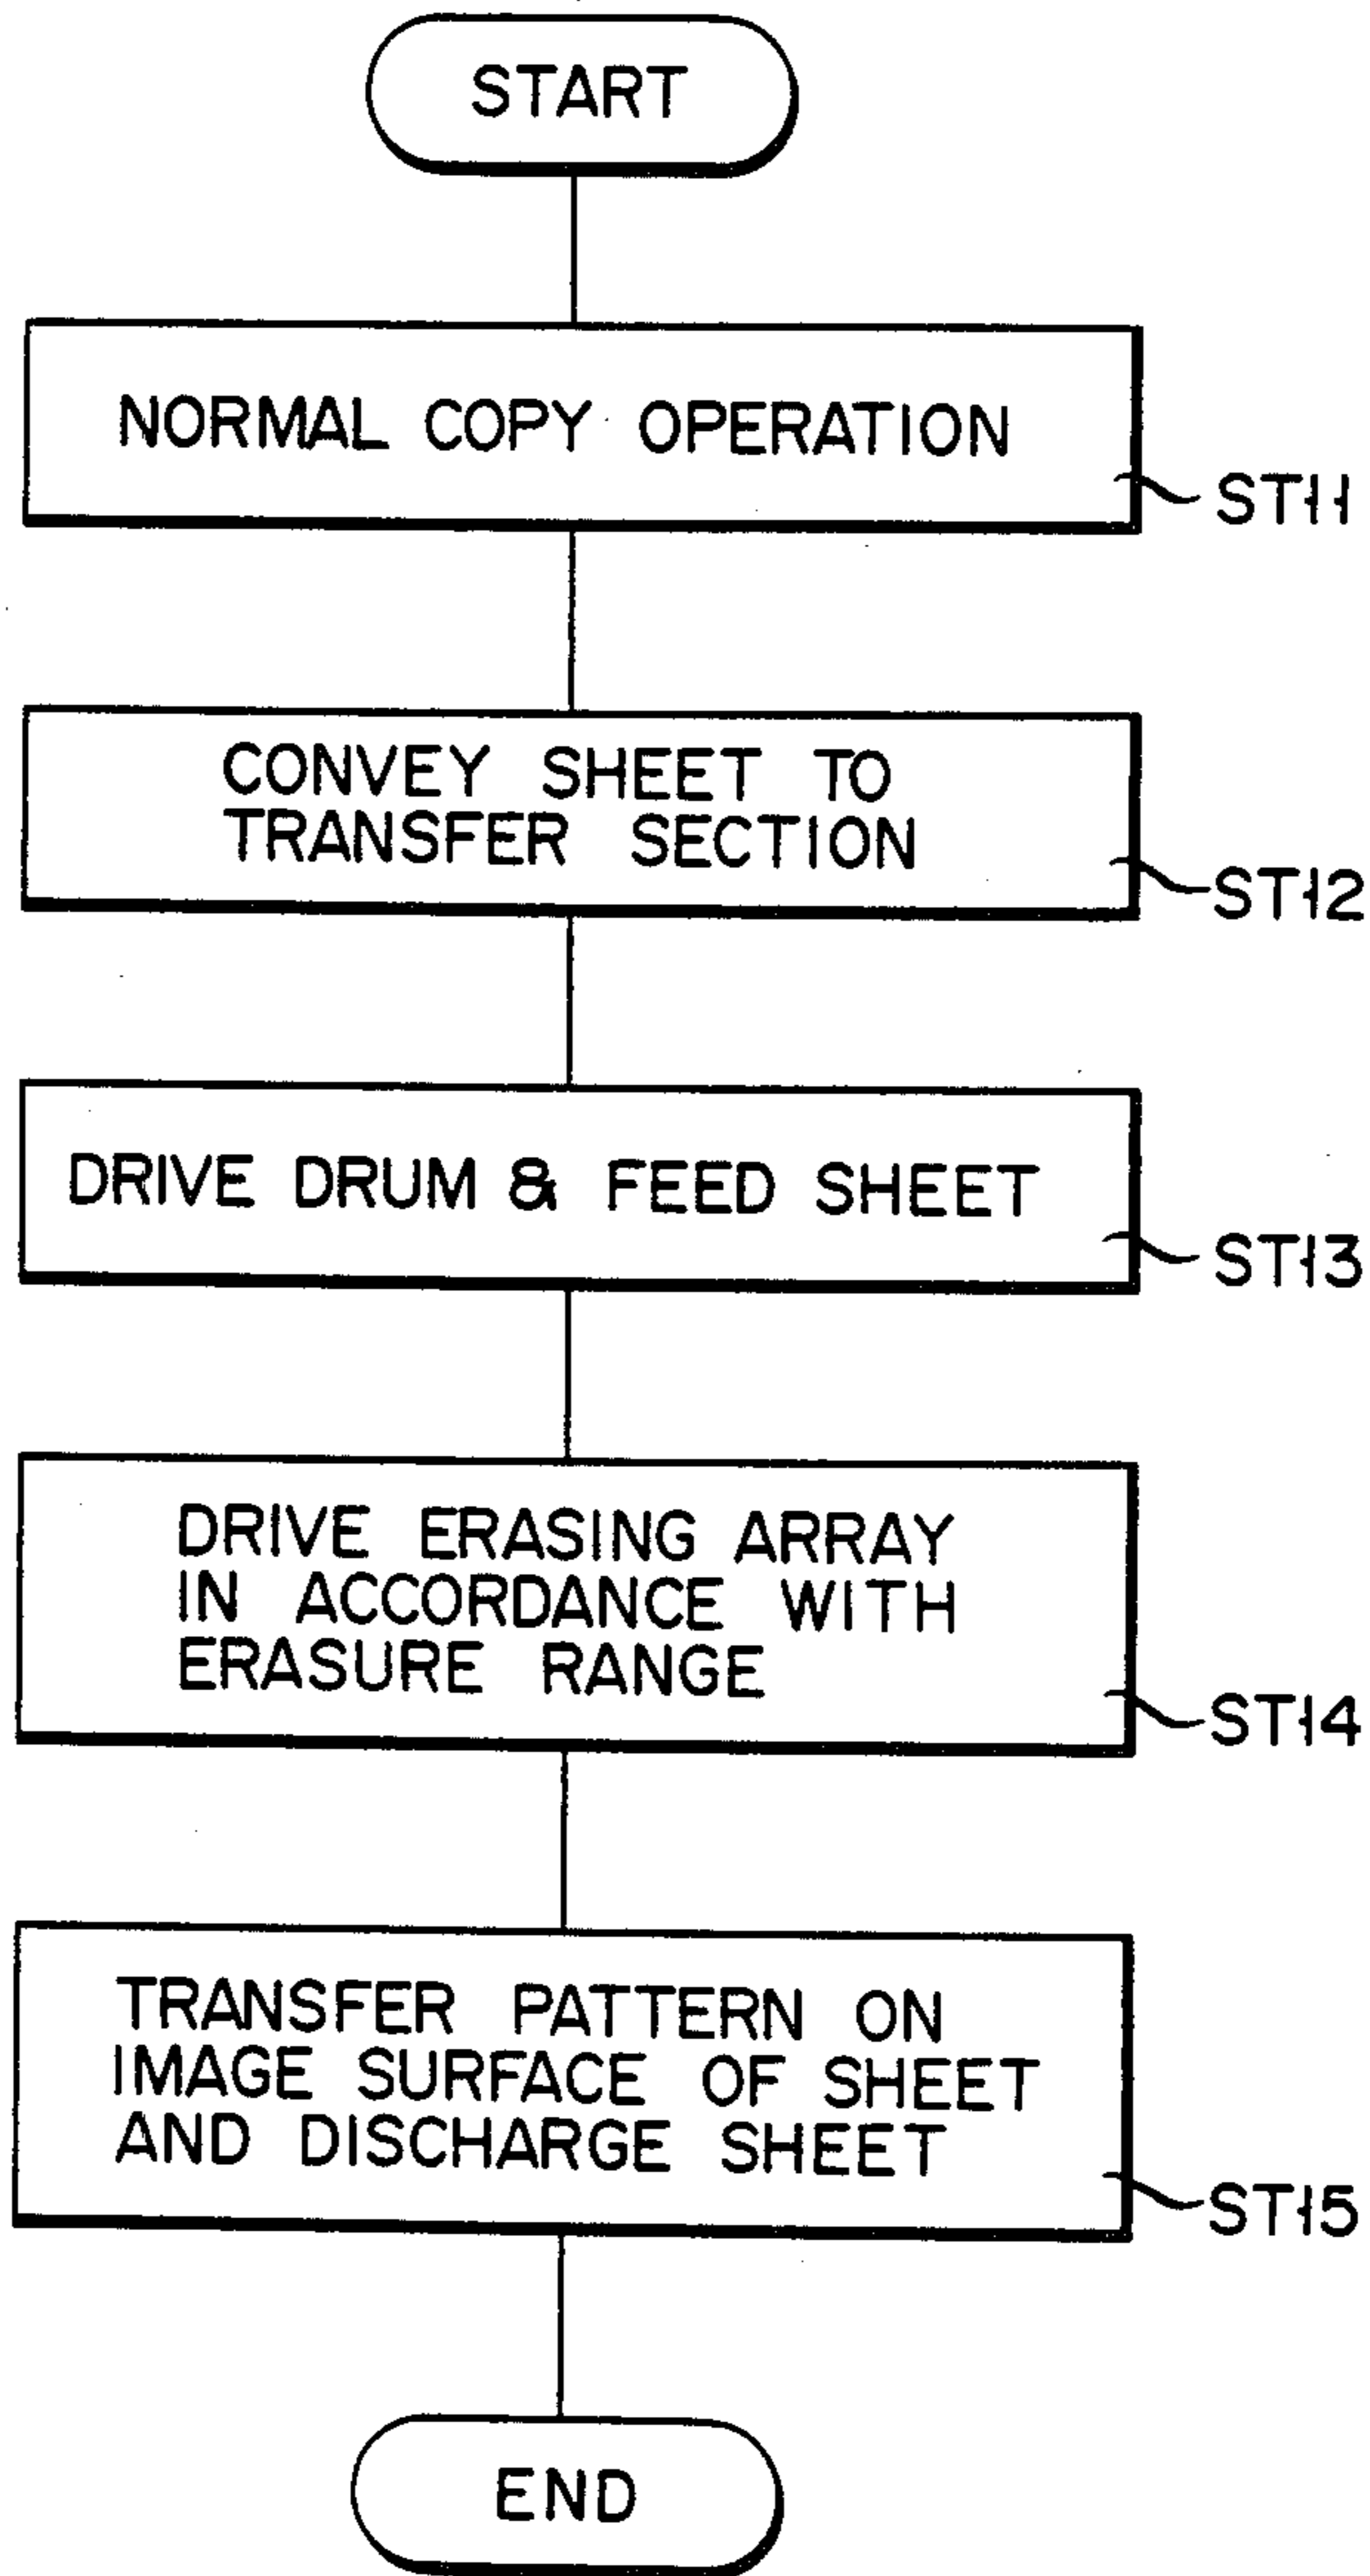 START
NORMAL COPY OPERATION
ST11
CONVEY SHEET TO
TRANSFER SECTION
ST12
DRIVE DRUM & FEED SHEET
ST13
DRIVE ERASING ARRAY
IN ACCORDANCE WITH
ERASURE RANGE
ST14
TRANSFER PATTERN ON
IMAGE SURFACE OF SHEET
AND DISCHARGE SHEET
ST15
END